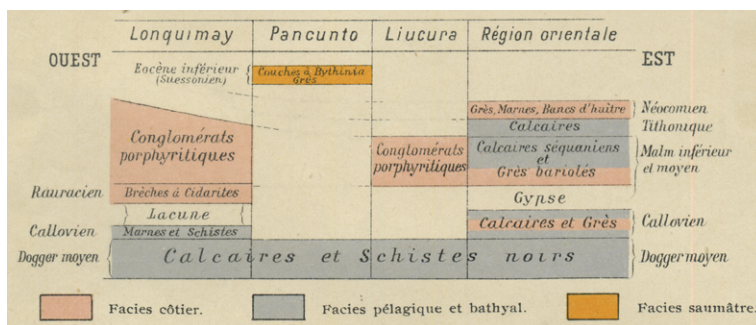 Lonquimay Pancunto Liucura Région orientale
OUEST
EST
Eocène inférieur
(Suessonien)
Couches à Bythinia
Grès
Grès, Marnes, Bancs d'huître
Néocomien
Calcaires
Tithonique
Conglomérats
porphyritiques
Conglomérats
porphyritiques
Calcaires séquaniens
et
Grès bariolés
Malm inférieur
et moyen
Rauracien
Brèches à Cidarites
Gypse
Lacune
Callovien
Marnes et Schistes
Calcaires et Grès
Callovien
Dogger moyen
Calcaires et Schistes noirs
Dogger moyen
Facies côtier.
Facies pélagique et bathyal.
Facies saumâtre.